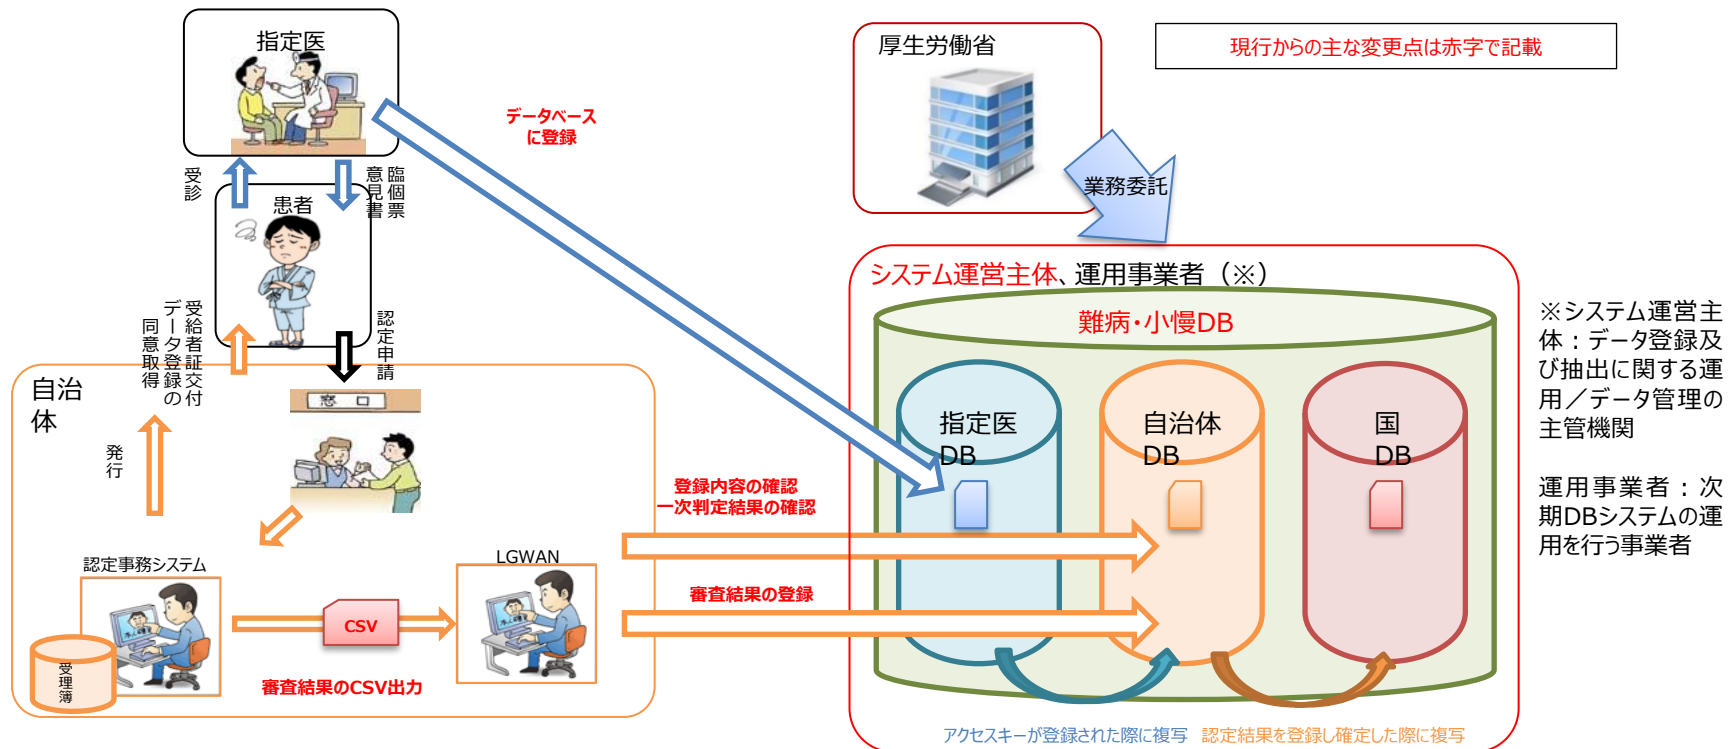 指定医
厚生労働省
現行からの主な変更点は赤字で記載
データベース
に登録
受診
臨個票
意見書
業務委託
患者
システム運営主体、運用事業者（※）
難病・小慢DB
受給者証交付
データ登録の
同意取得
認定申請
※システム運営主
体：データ登録及
び抽出に関する運
用／データ管理の
主管機関
運用事業者：次
期DBシステムの運
用を行う事業者
自治
体
窓 口
指定医
DB
自治体
DB
国
DB
発行
登録内容の確認
一次判定結果の確認
認定事務システム
LGWAN
審査結果の登録
CSV
受理簿
審査結果のCSV出力
アクセスキーが登録された際に複写
認定結果を登録し確定した際に複写